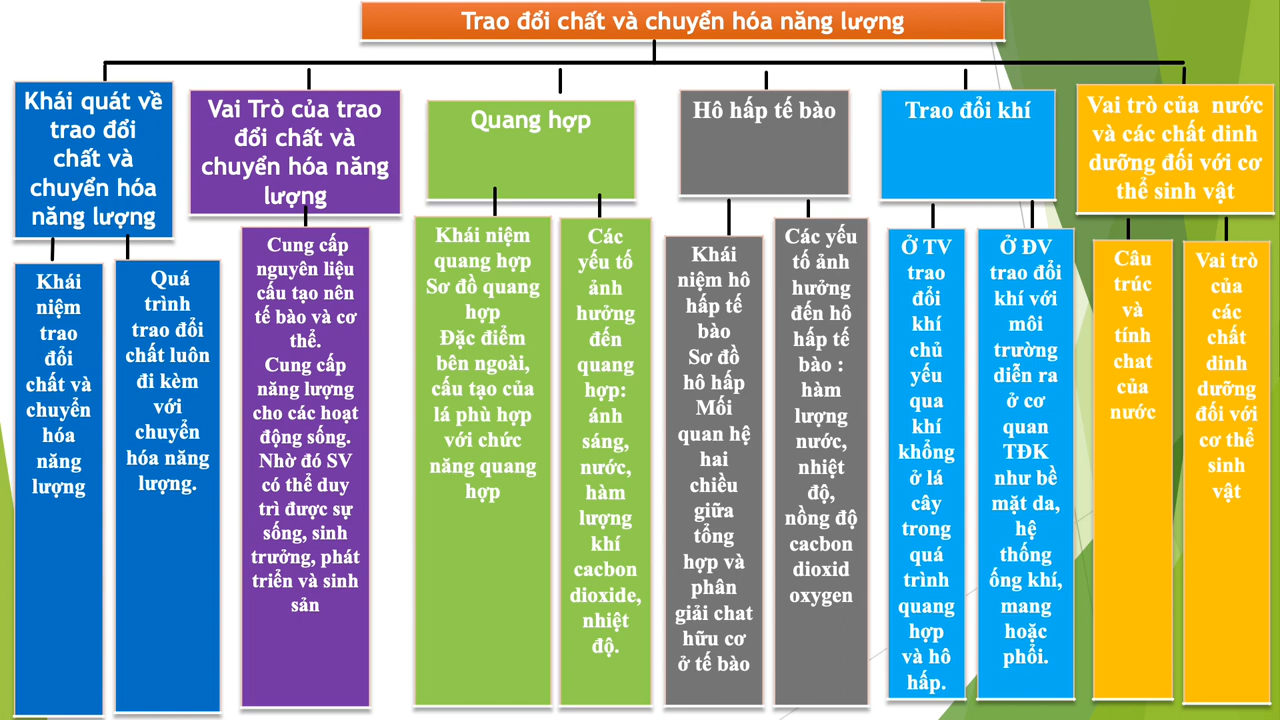 Trao đổi chất và chuyển hóa năng lượng
Khái quát về
trao đổi
chất và
chuyển hóa
năng lượng
Vai Trò của trao
đổi chất và
chuyển hóa năng
lượng
Quang hợp
Hô hấp tế bào
Trao đổi khí
Vai trò của nước
và các chất dinh
dưỡng đối với cơ
thể sinh vật
Khái
niệm
trao
đổi
chất và
chuyển
hóa
năng
lượng
Quá
trình
trao đổi
chất luôn
đi kèm
với
chuyển
hóa năng
lượng.
Cung cấp
nguyên liệu
cấu tạo nên
tế bào và cơ
thể.
Cung cấp
năng lượng
cho các hoạt
động sống.
Nhờ đó SV
có thể duy
trì được sự
sống, sinh
trưởng, phát
triển và sinh
sản
Khái niệm
quang hợp
Sơ đồ quang
hợp
Đặc điểm
bên ngoài,
cấu tạo của
lá phù hợp
với chức
năng quang
hợp
Các
yếu tố
ảnh
hưởng
đến
quang
hợp:
ánh
sáng,
nước,
hàm
lượng
khí
cacbon
dioxide,
nhiệt
độ.
Khái
niệm hô
hấp tế
bào
Sơ đồ
hô hấp
Mối
quan hệ
hai
chiều
giữa
tổng
hợp và
phân
giải chat
hữu cơ
ở tế bào
Các yếu
tố ảnh
hưởng
đến hô
hấp tế
bào :
hàm
lượng
nước,
nhiệt
độ,
nồng độ
cacbon
dioxid
oxygen
Ở TV
trao
đổi
khí
chủ
yếu
qua
khí
khổng
ở lá
cây
trong
quá
trình
quang
hợp
và hô
hấp.
Ở ĐV
trao đổi
khí với
môi
trường
diễn ra
ở cơ
quan
TĐK
như bề
mặt da,
hệ
thống
ống khí,
mang
hoặc
phổi.
Câu
trúc
và
tính
chat
của
nước
Vai trò
của
các
chất
dinh
dưỡng
đối với
cơ thể
sinh
vật